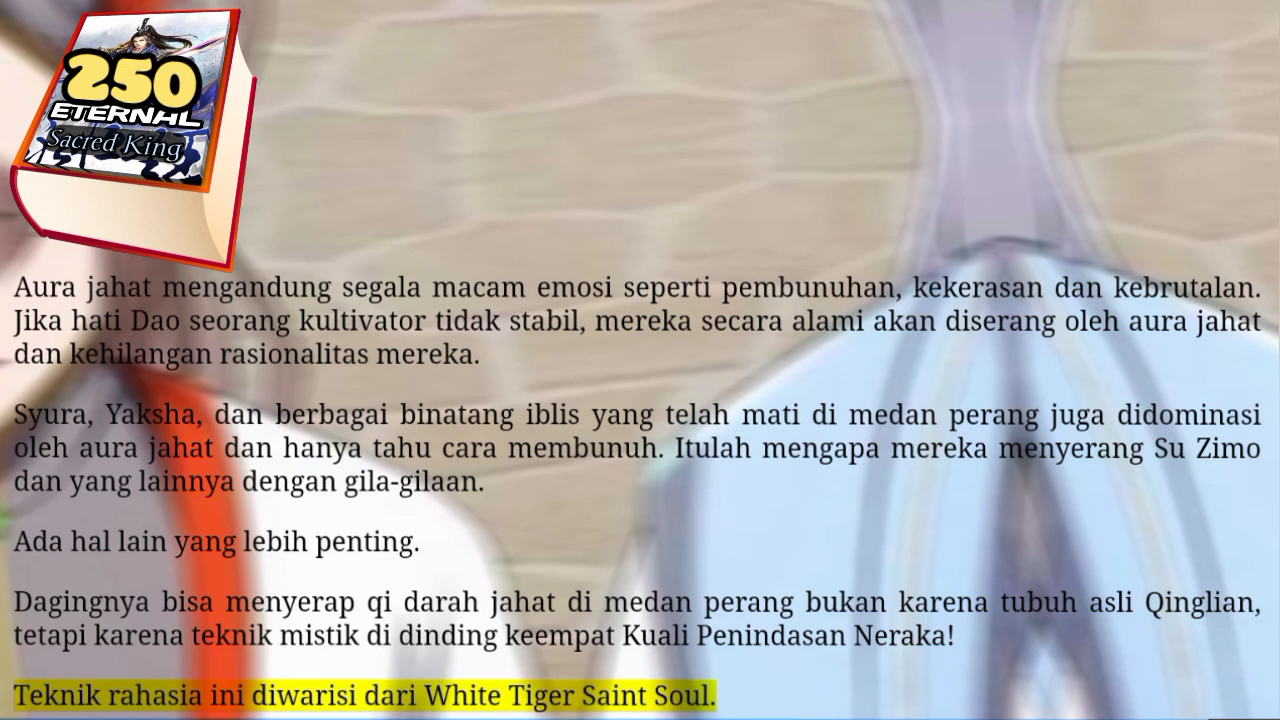 250
ETERNAL
Sacred King
Aura jahat mengandung segala macam emosi seperti pembunuhan, kekerasan dan kebrutalan.
Jika hati Dao seorang kultivator tidak stabil, mereka secara alami akan diserang oleh aura jahat
dan kehilangan rasionalitas mereka.
Syura, Yaksha, dan berbagai binatang iblis yang telah mati di medan perang juga didominasi
oleh aura jahat dan hanya tahu cara membunuh. Itulah mengapa mereka menyerang Su Zimo
dan yang lainnya dengan gila-gilaan.
Ada hal lain yang lebih penting.
Dagingnya bisa menyerap qi darah jahat di medan perang bukan karena tubuh asli Qinglian,
tetapi karena teknik mistik di dinding keempat Kuali Penindasan Neraka!
Teknik rahasia ini diwarisi dari White Tiger Saint Soul.